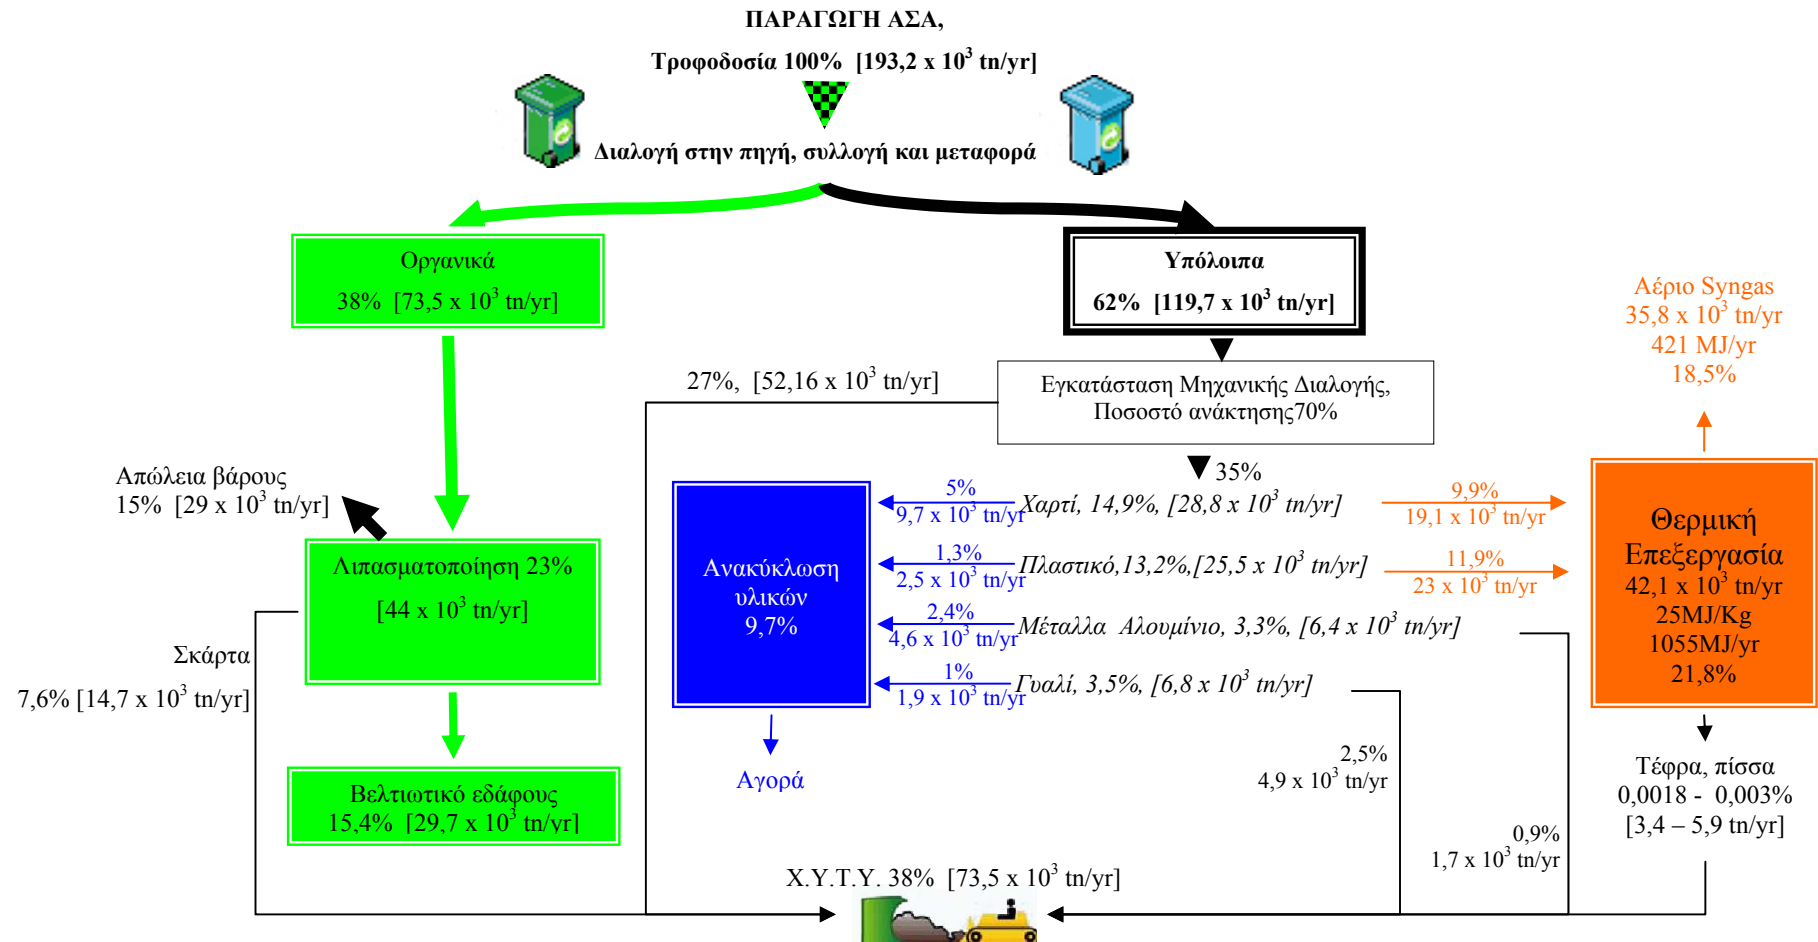 ΠΑΡΑΓΩΓΗ ΑΣΑ,
Τροφοδοσία 100% [193,2 x 10³ tn/yr]
Διαλογή στην πηγή, συλλογή και μεταφορά
Οργανικά
38% [73,5 x 10³ tn/yr]
Υπόλοιπα
62% [119,7 x 10³ tn/yr]
Αέριο Syngas
35,8 x 10³ tn/yr
421 MJ/yr
18,5%
27%, [52,16 x 10³ tn/yr]
Εγκατάσταση Μηχανικής Διαλογής,
Ποσοστό ανάκτησης70%
35%
Απώλεια βάρους
15% [29 x 10³ tn/yr]
Λιπασματοποίηση 23%
[44 x 10³ tn/yr]
Σκάρτα
7,6% [14,7 x 10³ tn/yr]
Βελτιωτικό εδάφους
15,4% [29,7 x 10³ tn/yr]
Ανακύκλωση
υλικών
9,7%
Αγορά
5%
9,7 x 10³ tn/yr
Χαρτί, 14,9%, [28,8 x 10³ tn/yr]
9,9%
19,1 x 10³ tn/yr
1,3%
2,5 x 10³ tn/yr
Πλαστικό,13,2%,[25,5 x 10³ tn/yr]
11,9%
23 x 10³ tn/yr
2,4%
4,6 x 10³ tn/yr
Μέταλλα Αλουμίνιο, 3,3%, [6,4 x 10³ tn/yr]
1%
1,9 x 10³ tn/yr
Γυαλί, 3,5%, [6,8 x 10³ tn/yr]
2,5%
4,9 x 10³ tn/yr
0,9%
1,7 x 10³ tn/yr
Θερμική
Επεξεργασία
42,1 x 10³ tn/yr
25MJ/Kg
1055MJ/yr
21,8%
Τέφρα, πίσσα
0,0018 - 0,003%
[3,4 – 5,9 tn/yr]
Χ.Υ.Τ.Υ. 38% [73,5 x 10³ tn/yr]